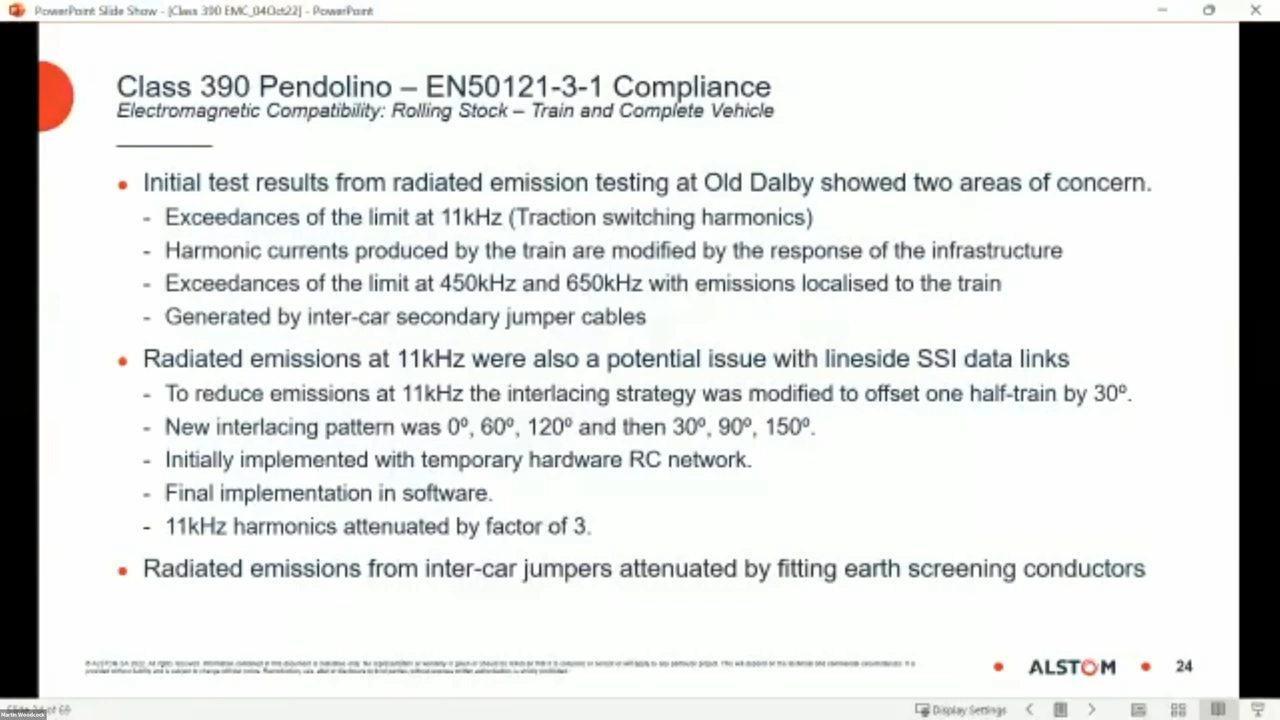 PowerPoint Slide Show - [Class 390 EMC_04Oct22] - PowerPoint
Class 390 Pendolino – EN50121-3-1 Compliance
Electromagnetic Compatibility: Rolling Stock – Train and Complete Vehicle
• Initial test results from radiated emission testing at Old Dalby showed two areas of concern.
- Exceedances of the limit at 11kHz (Traction switching harmonics)
- Harmonic currents produced by the train are modified by the response of the infrastructure
- Exceedances of the limit at 450kHz and 650kHz with emissions localised to the train
- Generated by inter-car secondary jumper cables
• Radiated emissions at 11kHz were also a potential issue with lineside SSI data links
- To reduce emissions at 11kHz the interlacing strategy was modified to offset one half-train by 30º.
- New interlacing pattern was 0º, 60º, 120º and then 30º, 90º, 150º.
- Initially implemented with temporary hardware RC network.
- Final implementation in software.
- 11kHz harmonics attenuated by factor of 3.
• Radiated emissions from inter-car jumpers attenuated by fitting earth screening conductors
ALSTOM
24
of 69
Martin Woodcock
Display Settings